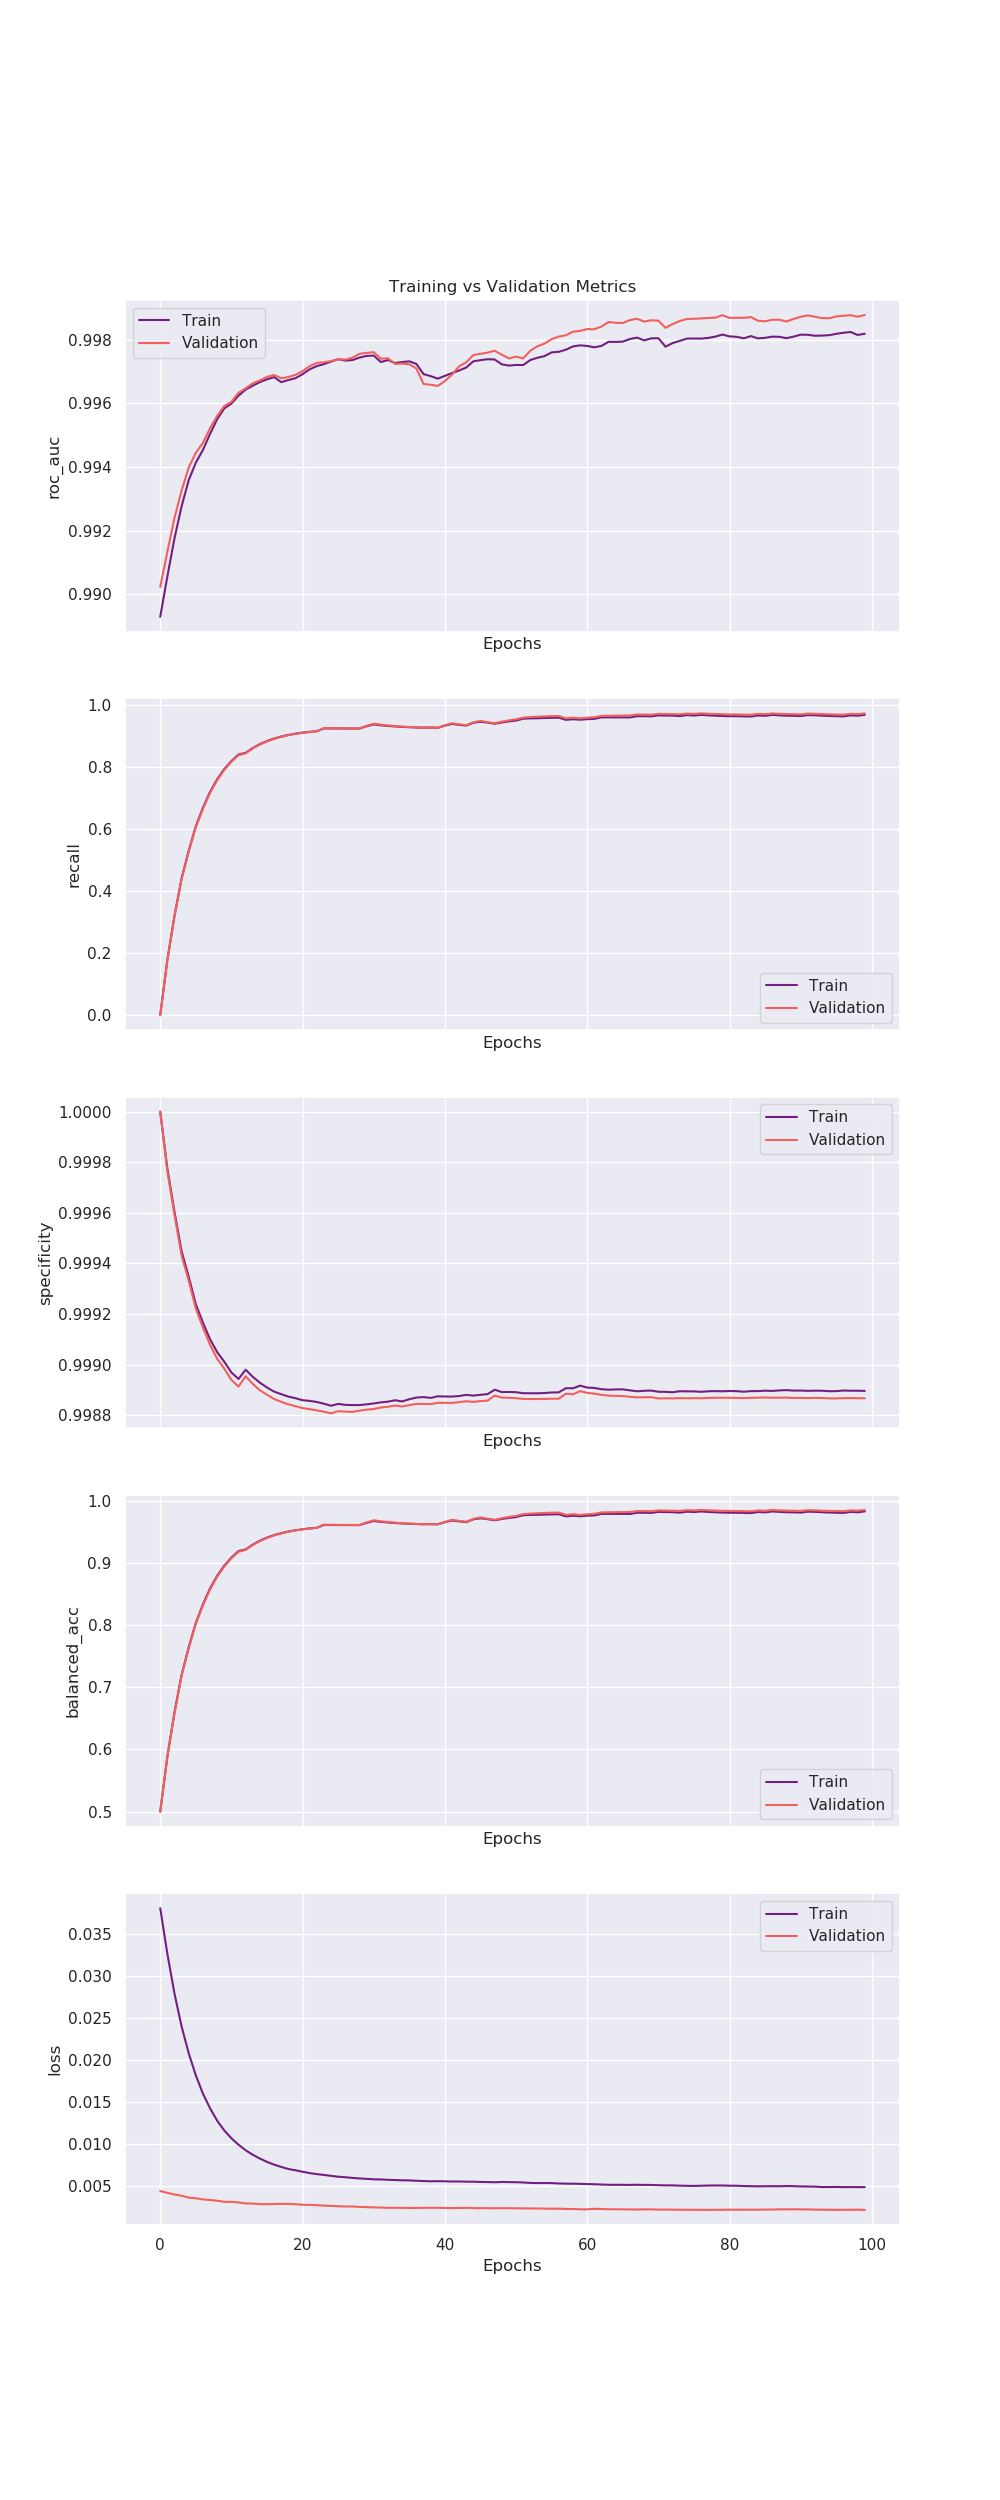 Training vs Validation Metrics
Train
Validation
0.998
0.996
0.994
0.992
0.990
roc_auc
Epochs
1.0
0.8
0.6
0.4
0.2
0.0
recall
Train
Validation
Epochs
Train
Validation
1.0000
0.9998
0.9996
0.9994
0.9992
0.9990
0.9988
specificity
Epochs
1.0
0.9
0.8
0.7
0.6
0.5
balanced_acc
Train
Validation
Epochs
Train
Validation
0.035
0.030
0.025
0.020
0.015
0.010
0.005
loss
0 20 40 60 80 100
Epochs